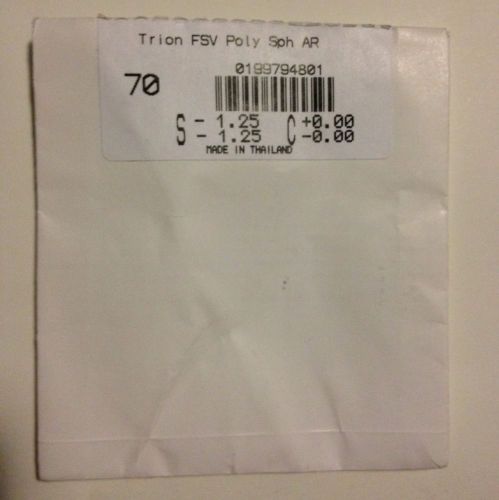 Trion FSV Poly Sph AR
0199794801
70
S - 1.25 C +0.00
- 1.25 -0.00
MADE IN THAILAND